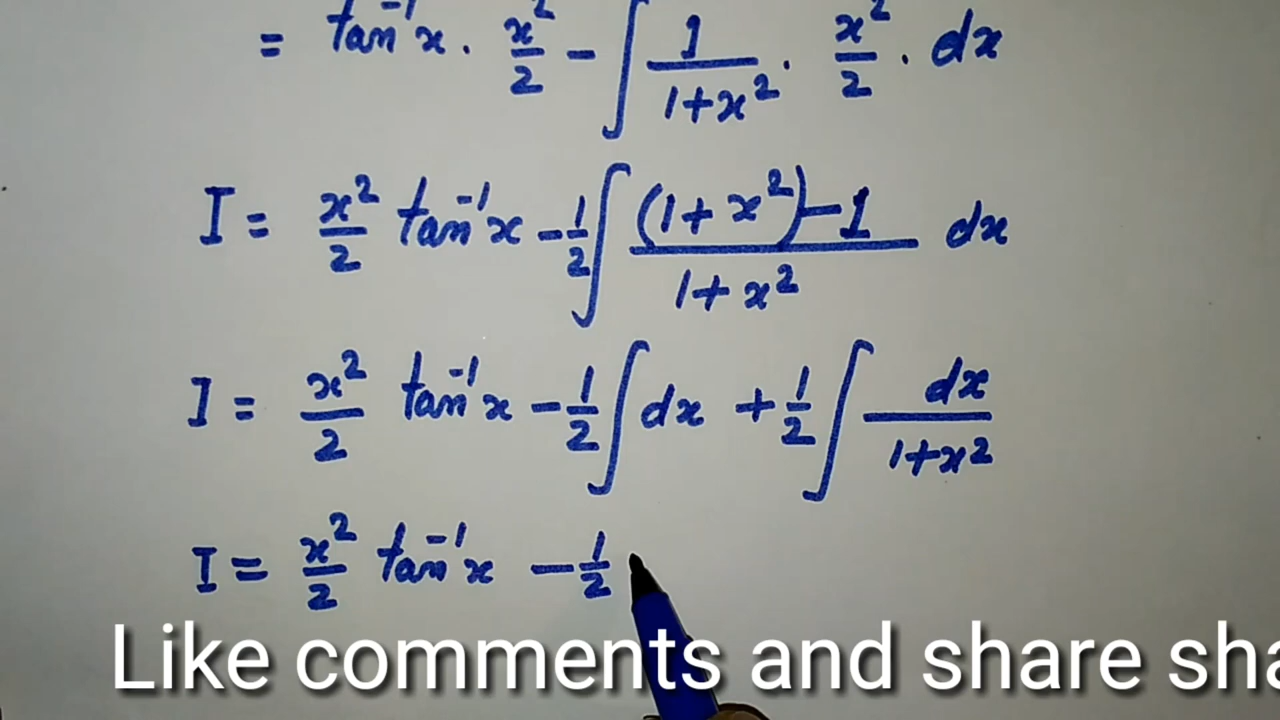 = tan⁻¹x · x²/2 - ∫ 1/(1+x²) · x²/2 · dx
I = x²/2 tan⁻¹x - 1/2 ∫ ((1+x²)-1)/(1+x²) dx
I = x²/2 tan⁻¹x - 1/2 ∫ dx + 1/2 ∫ dx/(1+x²)
I = x²/2 tan⁻¹x - 1/2
Like comments and share sha